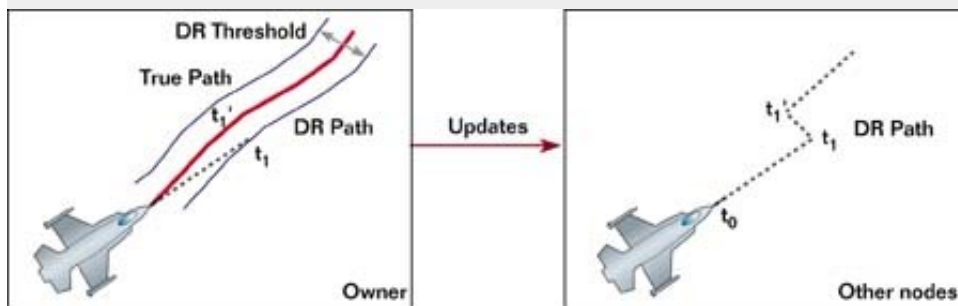 DR Threshold
True Path
t1'
DR Path
t1
Owner
Updates
t1'
DR Path
t1
t0
Other nodes